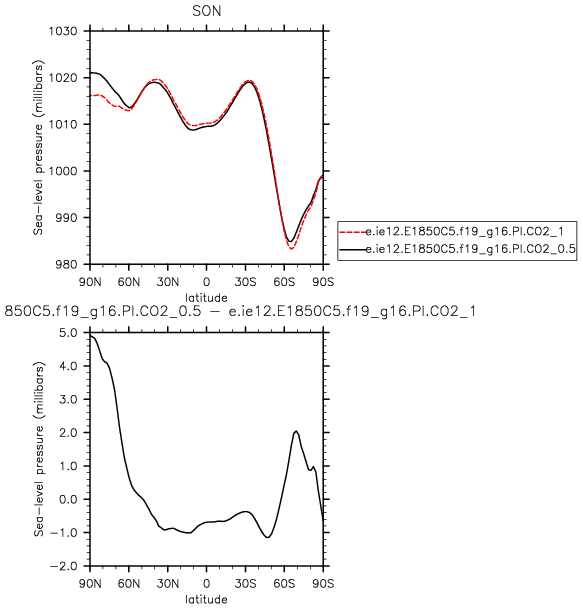 SON
1030
1020
1010
1000
990
980
Sea-level pressure (millibars)
90N 60N 30N 0 30S 60S 90S
latitude
e.ie12.E1850C5.f19_g16.PI.CO2_1
e.ie12.E1850C5.f19_g16.PI.CO2_0.5
850C5.f19_g16.PI.CO2_0.5 - e.ie12.E1850C5.f19_g16.PI.CO2_1
5.0
4.0
3.0
2.0
1.0
0.0
-1.0
-2.0
Sea-level pressure (millibars)
90N 60N 30N 0 30S 60S 90S
latitude